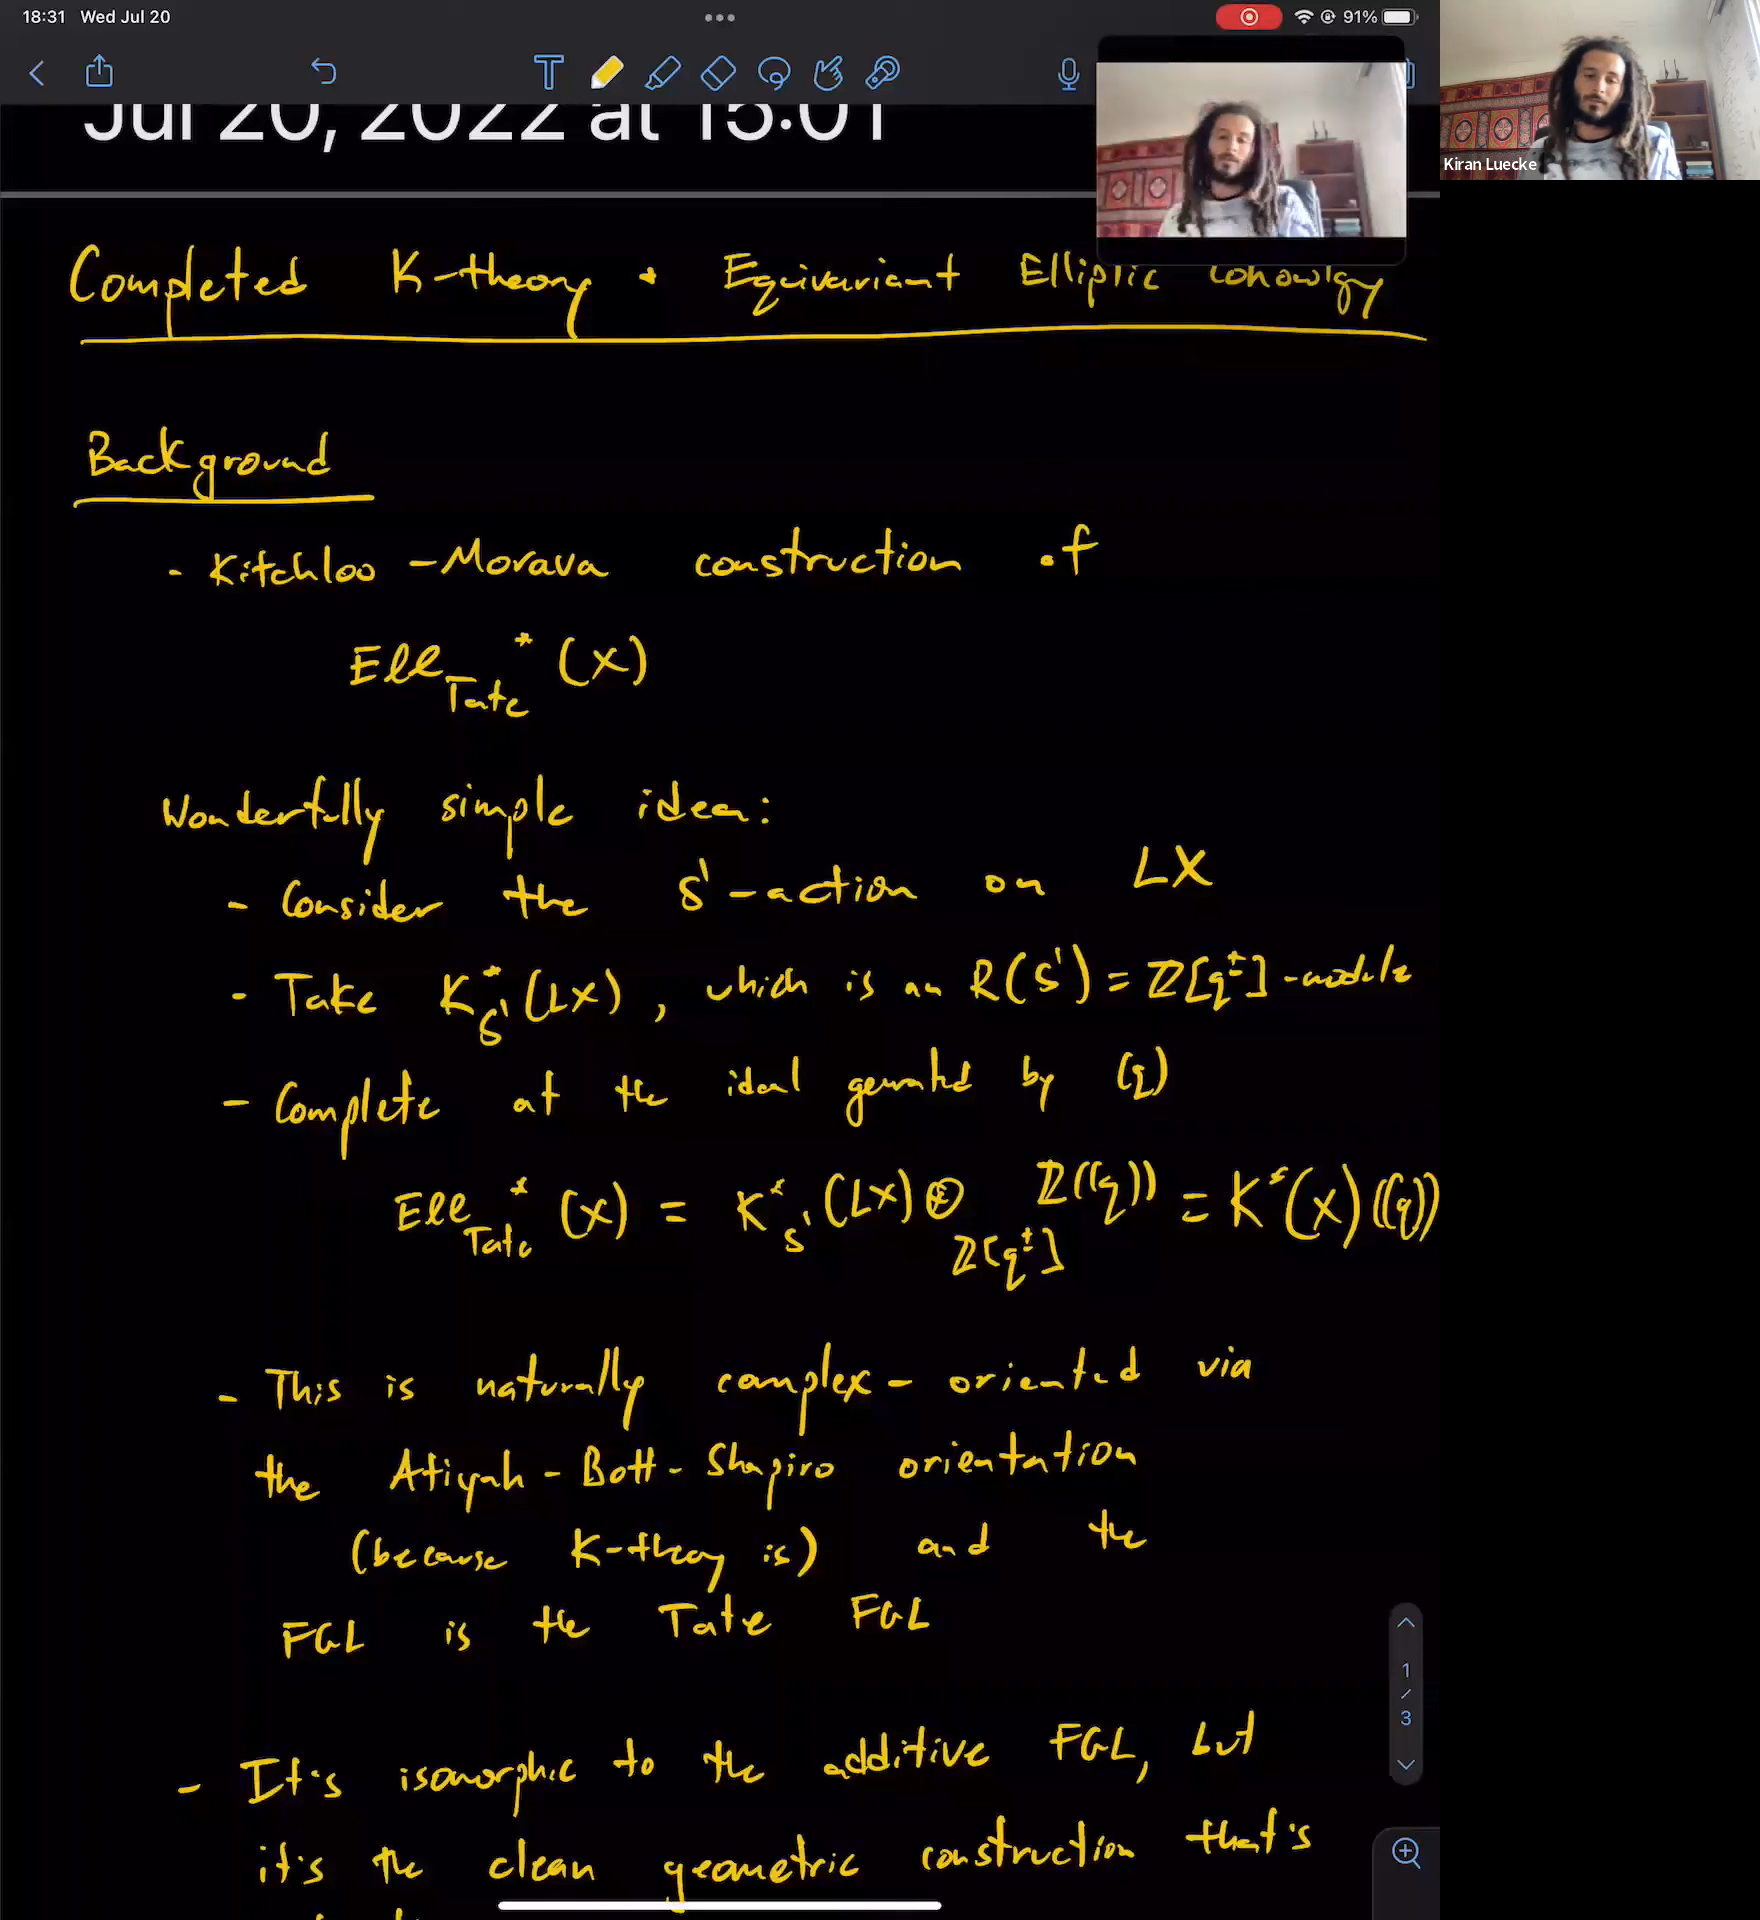 18:31 Wed Jul 20
91%
Jul 20, 2022 at 15:01
Kiran Luecke
Completed K-theory + Equivariant Elliptic Cohomology
Background
- Kitchloo-Morava construction of
Ell_Tate^*(X)
Wonderfully simple idea:
- Consider the S¹-action on LX
- Take K^*_{S¹}(LX), which is an R(S¹) = ℤ[q^±]-module
- Complete at the ideal generated by (q)
Ell_Tate^*(X) = K^*_{S¹}(LX) ⊗_{ℤ[q^±]} ℤ((q)) = K^*(X)((q))
- This is naturally complex-oriented via
the Atiyah-Bott-Shapiro orientation
(because K-theory is) and the
FGL is the Tate FGL
- It's isomorphic to the additive FGL, but
it's the clean geometric construction that's
1
/
3